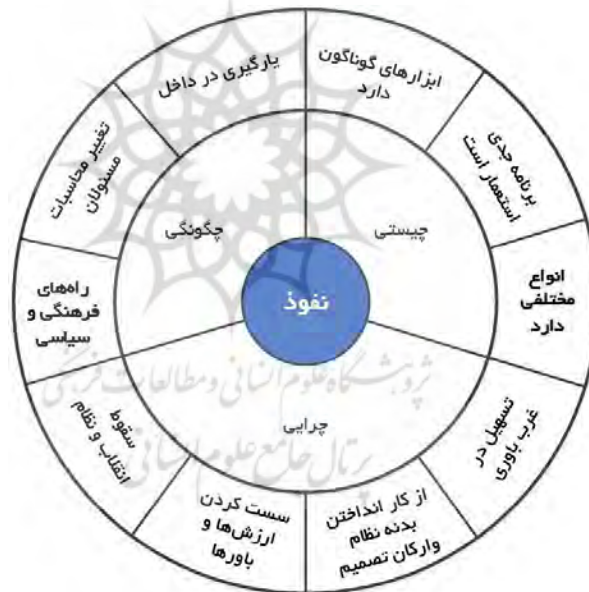 نفوذ
چیستی
ابزارهای گوناگون
دارد
برنامه جدی
استعمار است
انواع
مختلفی
دارد
چرایی
تسهیل در
غرب باوری
از کار انداختن
بدنه نظام
وارکان تصمیم
سست کردن
ارزش‌ها و
باورها
سقوط
انقلاب و نظام
چگونگی
راه‌های
فرهنگی و
سیاسی
تغییر محاسبات
مسئولان
یارگیری در داخل
پژوهشگاه علوم انسانی و مطالعات فرهنگی
پرتال جامع علوم انسانی